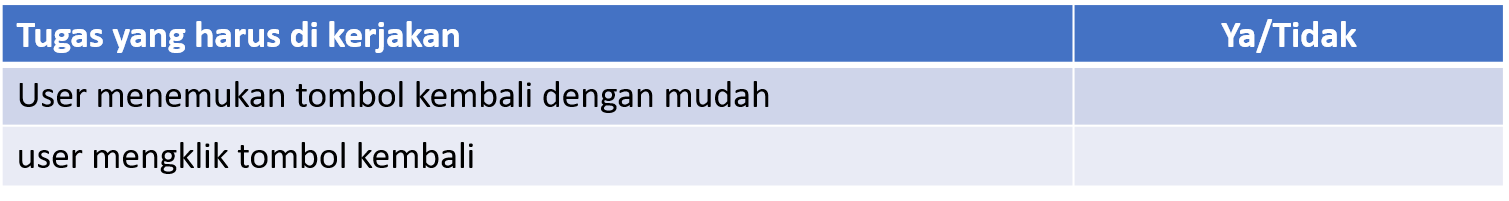 Tugas yang harus di kerjakan Ya/Tidak
User menemukan tombol kembali dengan mudah
user mengklik tombol kembali